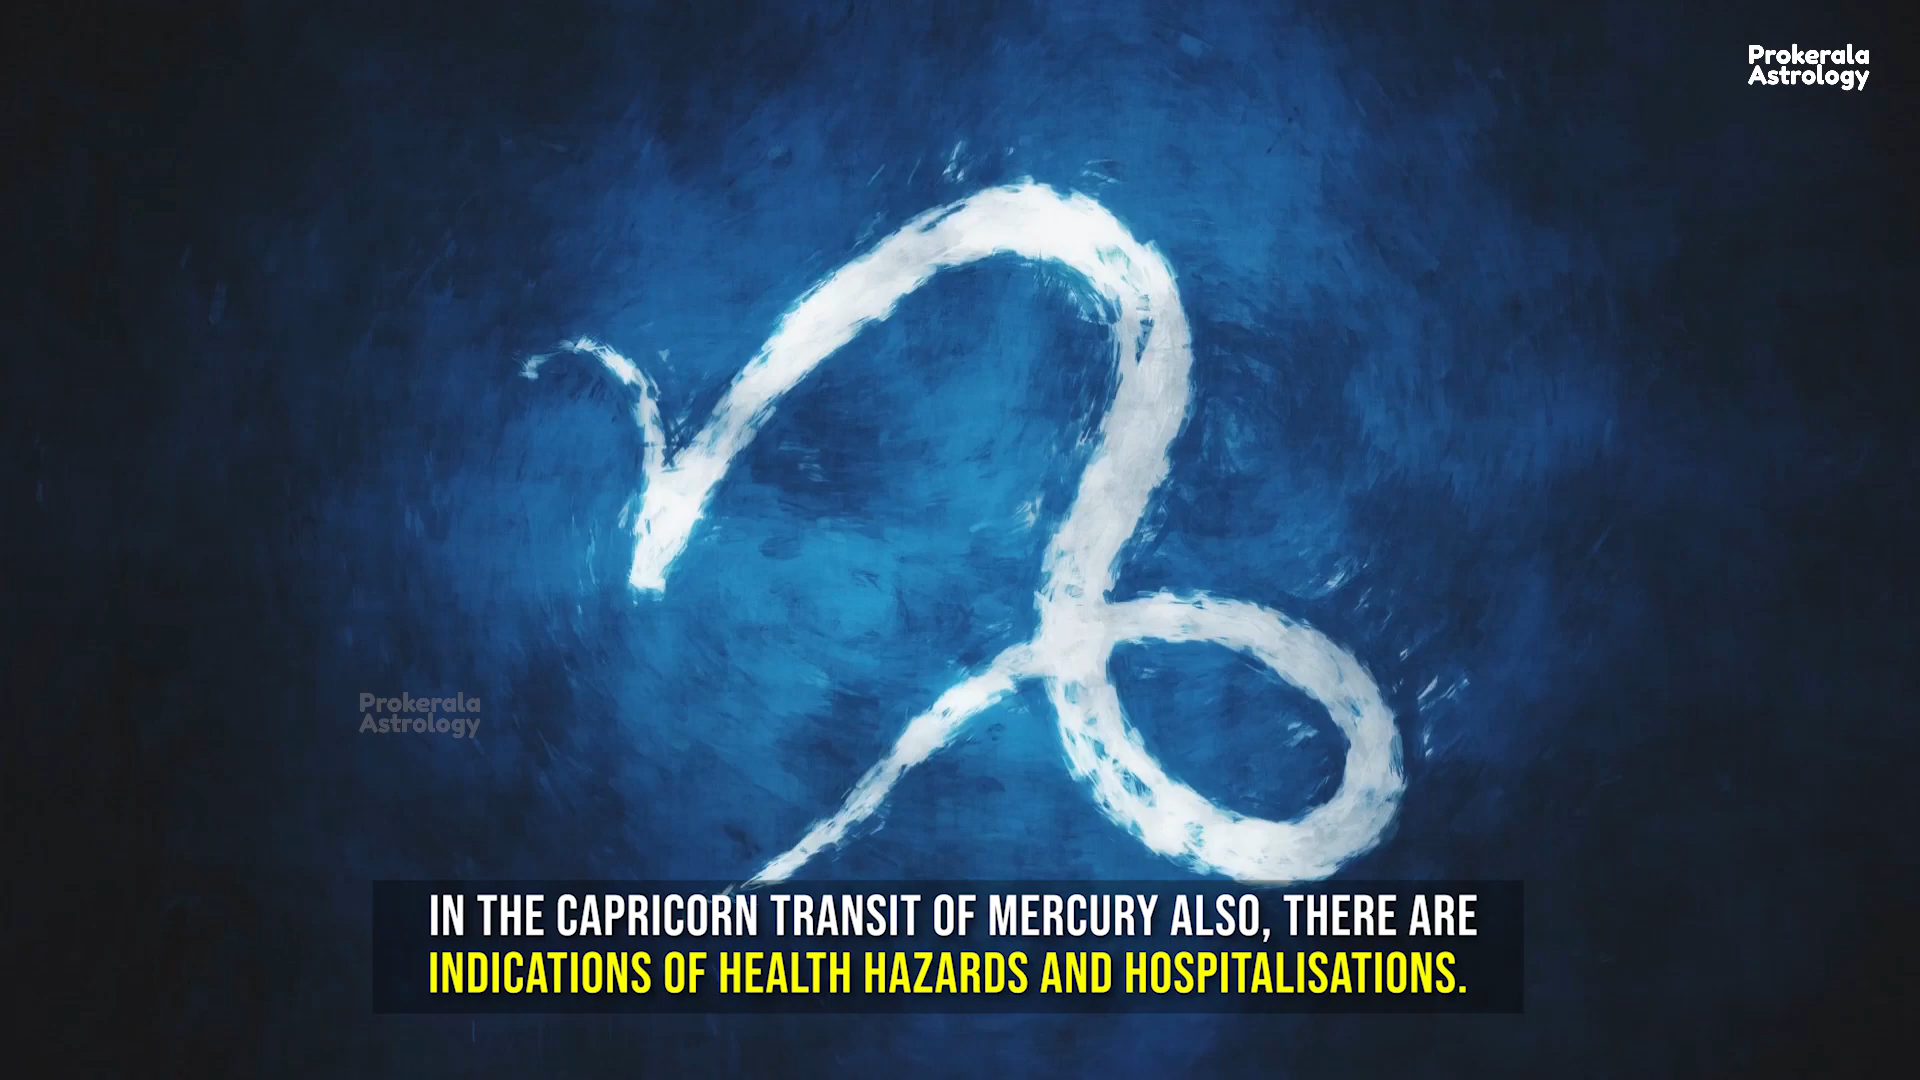 Prokerala
Astrology
Prokerala
Astrology
IN THE CAPRICORN TRANSIT OF MERCURY ALSO, THERE ARE
INDICATIONS OF HEALTH HAZARDS AND HOSPITALISATIONS.